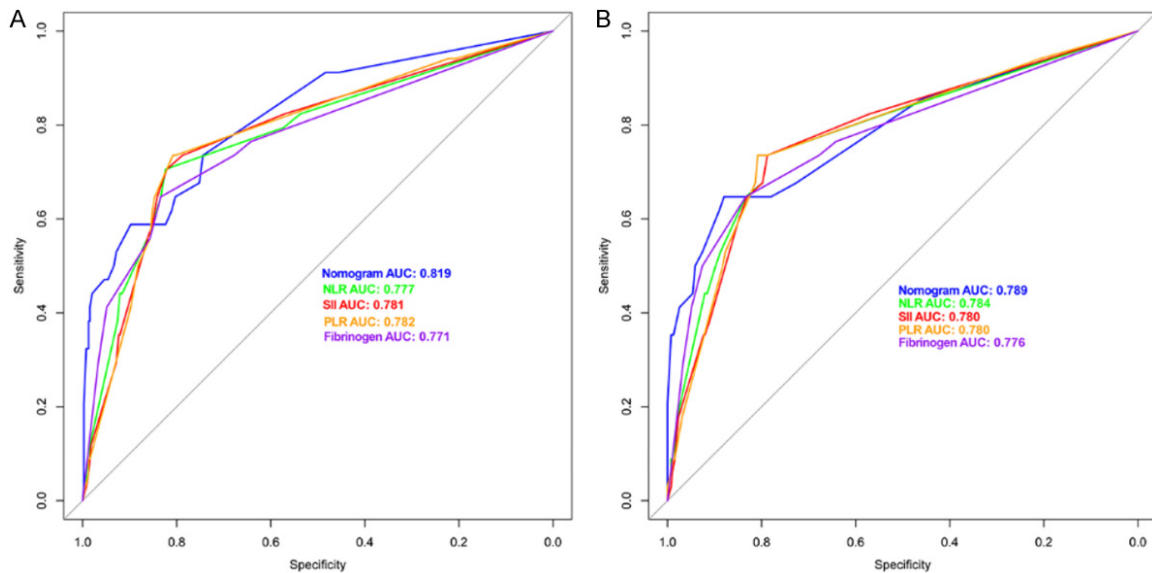 A
1.0
0.8
0.6
0.4
0.2
0.0
Sensitivity
Nomogram AUC: 0.819
NLR AUC: 0.777
SII AUC: 0.781
PLR AUC: 0.782
Fibrinogen AUC: 0.771
1.0 0.8 0.6 0.4 0.2 0.0
Specificity
B
1.0
0.8
0.6
0.4
0.2
0.0
Sensitivity
Nomogram AUC: 0.789
NLR AUC: 0.784
SII AUC: 0.780
PLR AUC: 0.780
Fibrinogen AUC: 0.776
1.0 0.8 0.6 0.4 0.2 0.0
Specificity